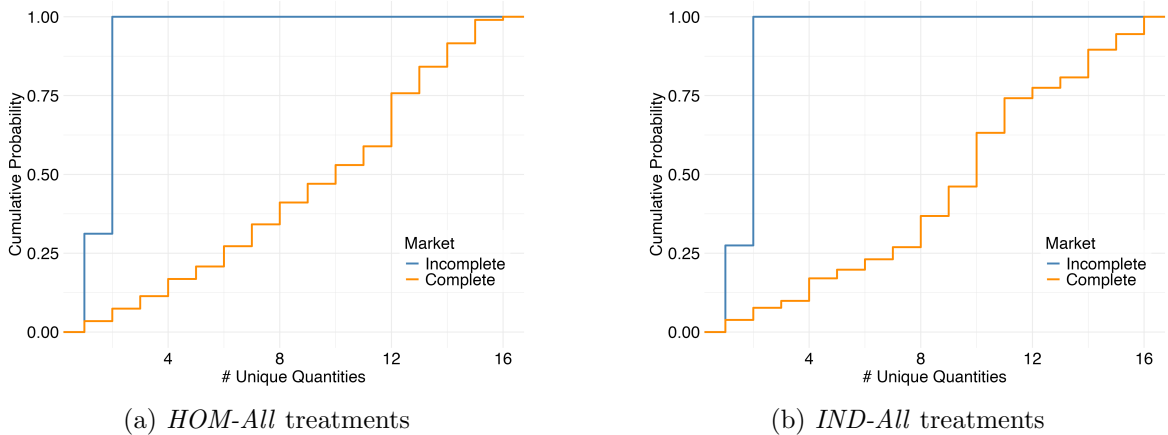 1.00
0.75
0.50
0.25
0.00
Cumulative Probability
4 8 12 16
# Unique Quantities
Market
Incomplete
Complete
(a) HOM-All treatments
1.00
0.75
0.50
0.25
0.00
Cumulative Probability
4 8 12 16
# Unique Quantities
Market
Incomplete
Complete
(b) IND-All treatments